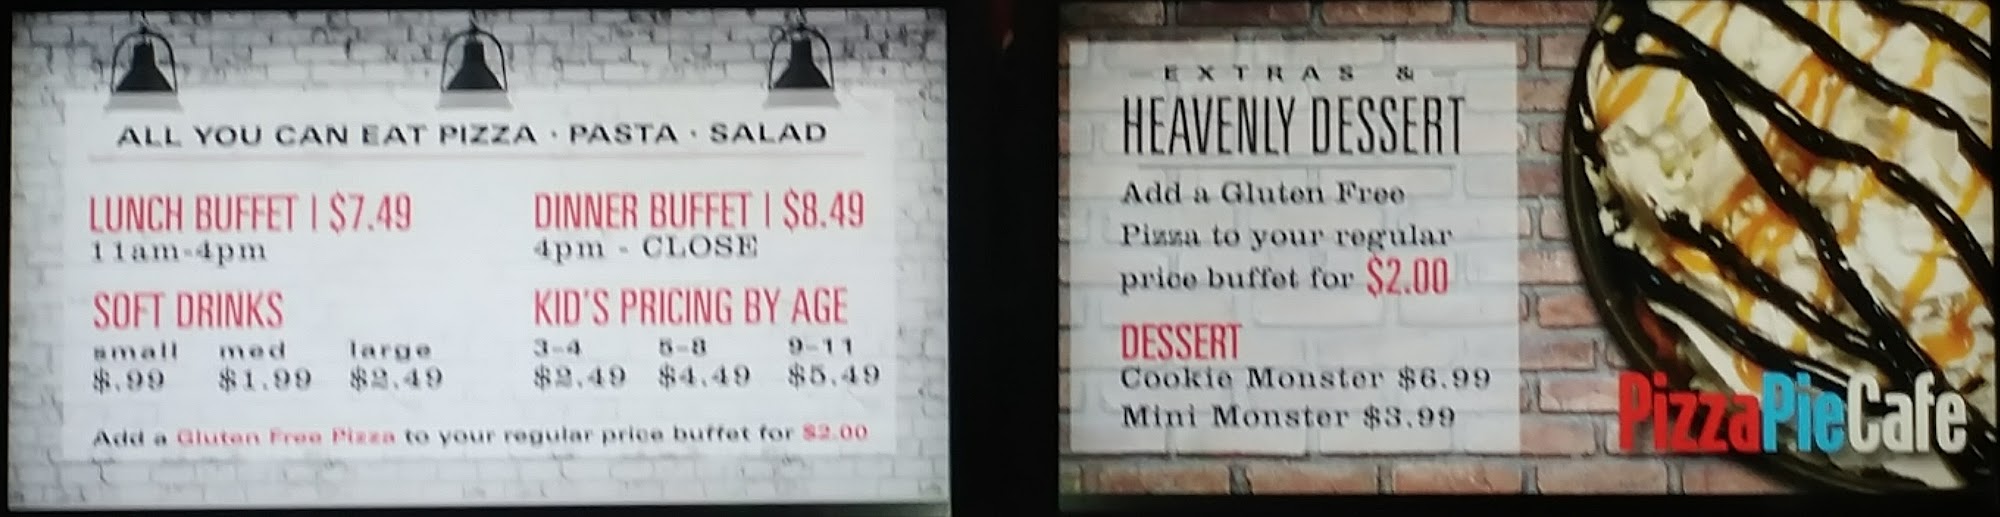 ALL YOU CAN EAT PIZZA · PASTA · SALAD
LUNCH BUFFET | $7.49
11am-4pm
DINNER BUFFET | $8.49
4pm - CLOSE
SOFT DRINKS
small med large
$.99 $1.99 $2.49
KID'S PRICING BY AGE
3-4 5-8 9-11
$2.49 $4.49 $5.49
Add a Gluten Free Pizza to your regular price buffet for $2.00
EXTRAS &
HEAVENLY DESSERT
Add a Gluten Free
Pizza to your regular
price buffet for $2.00
DESSERT
Cookie Monster $6.99
Mini Monster $3.99
PizzaPieCafe